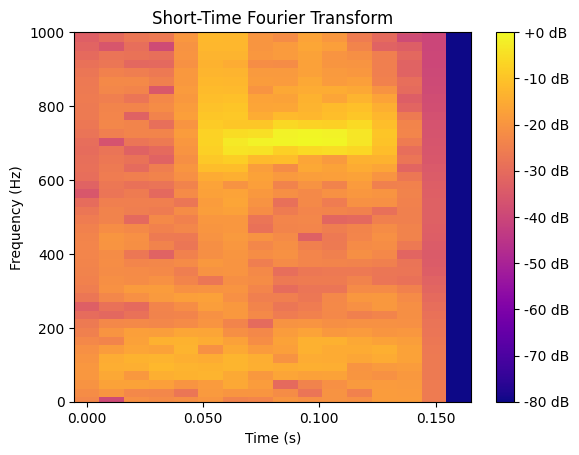 Short-Time Fourier Transform
1000
800
600
400
200
0
Frequency (Hz)
0.000
0.050
0.100
0.150
Time (s)
+0 dB
-10 dB
-20 dB
-30 dB
-40 dB
-50 dB
-60 dB
-70 dB
-80 dB